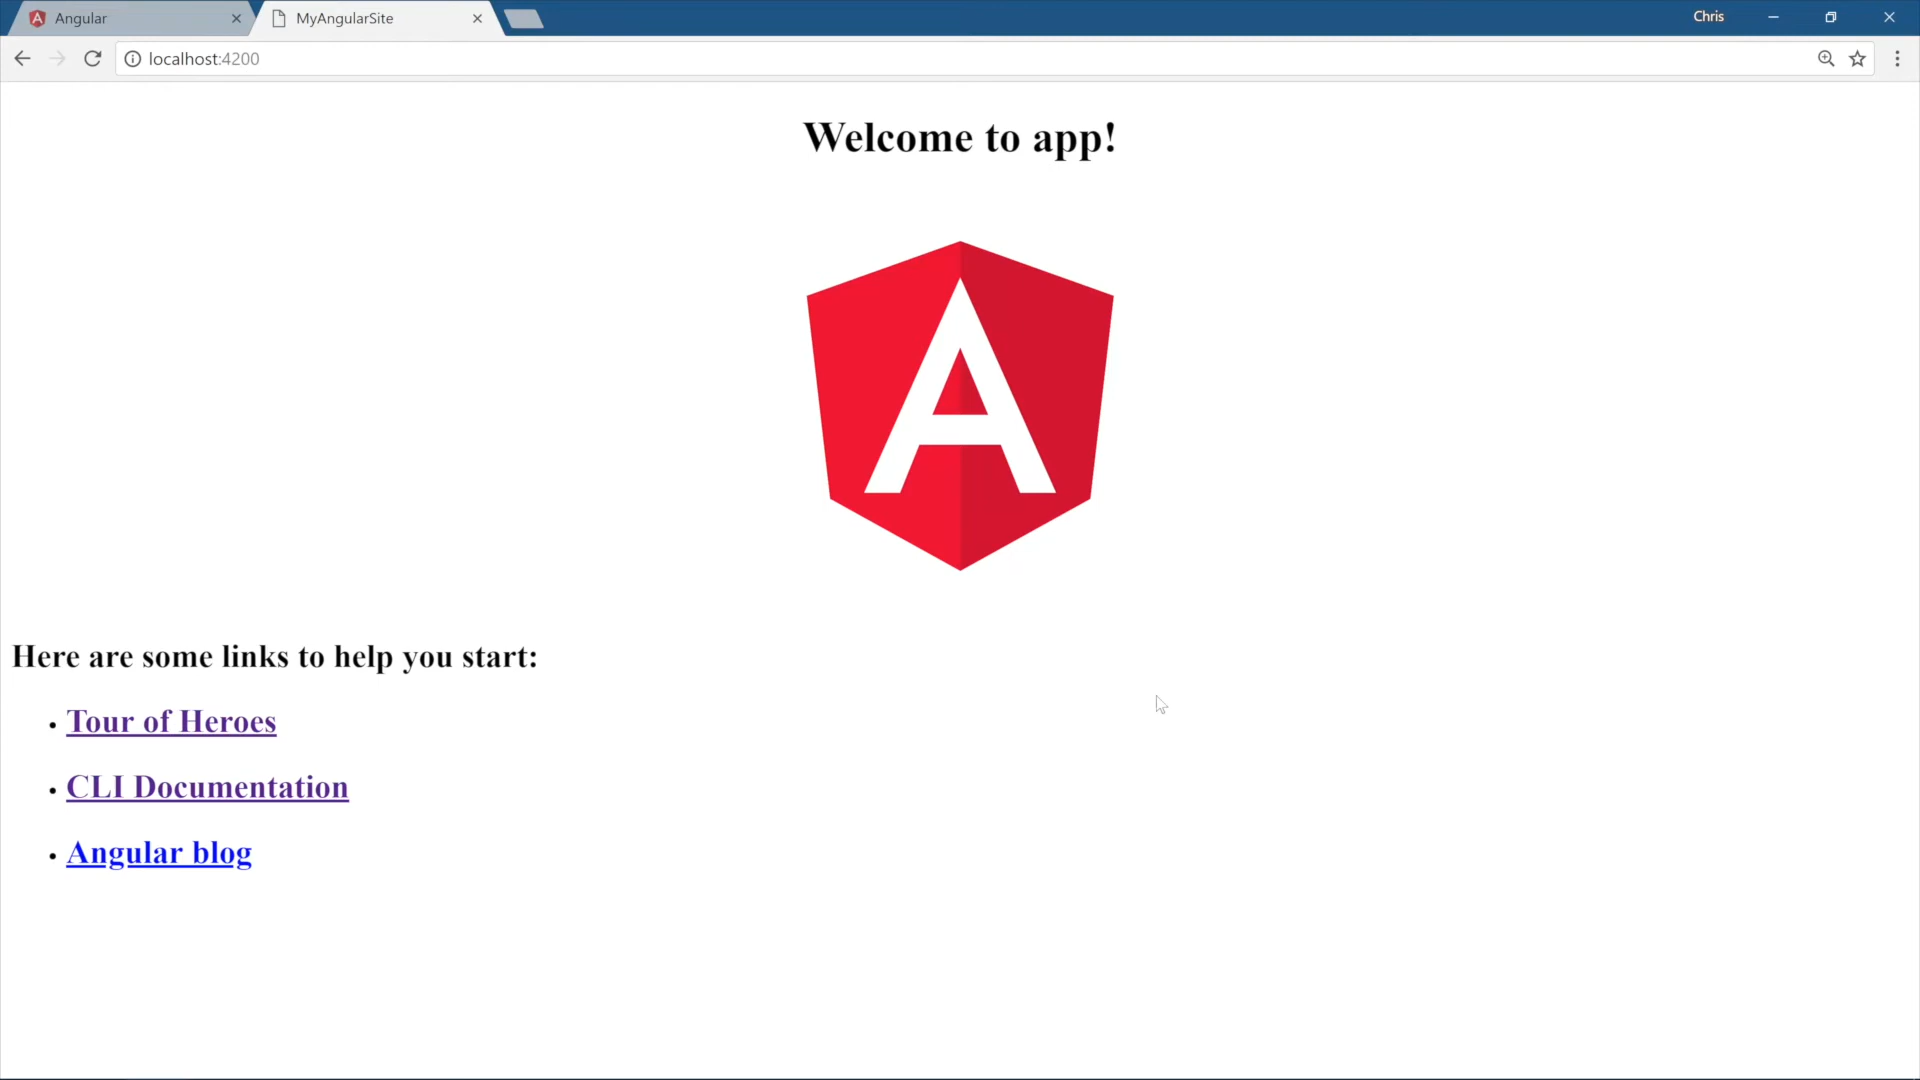 Angular
MyAngularSite
Chris
localhost:4200
Welcome to app!
A
Here are some links to help you start:
Tour of Heroes
CLI Documentation
Angular blog